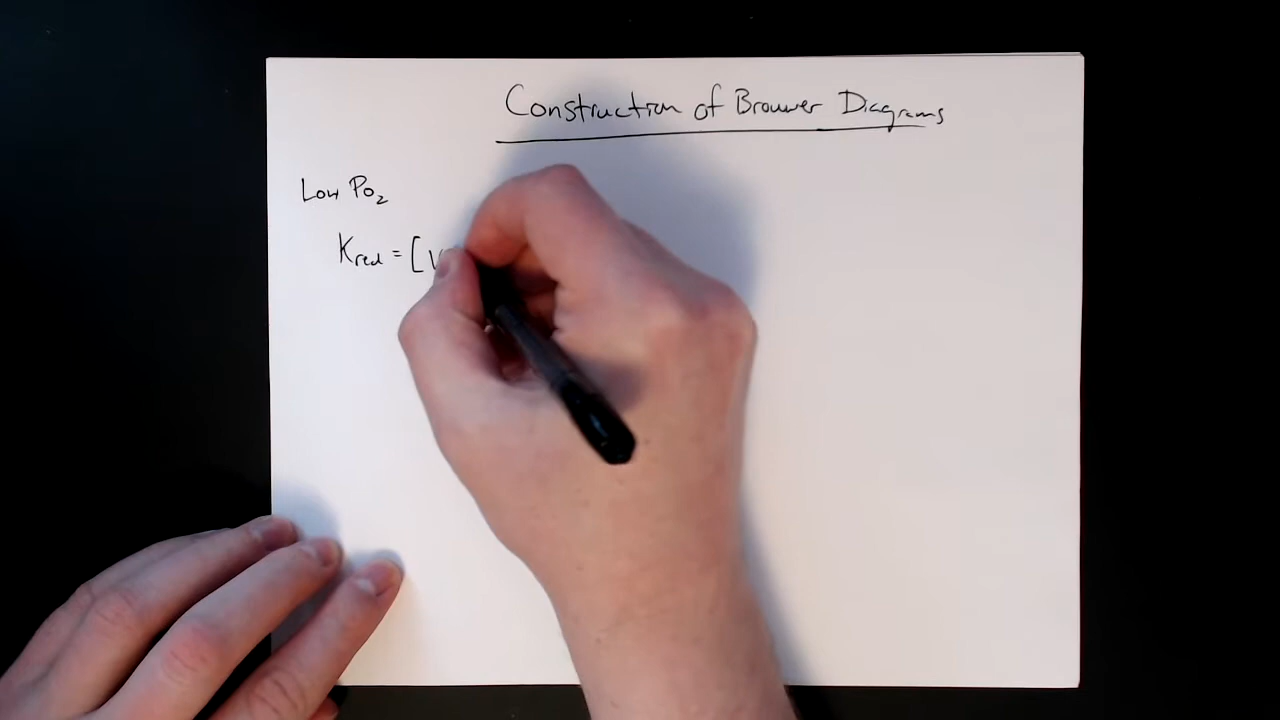 Construction of Brouwer Diagrams
Low Po₂
Kred = [V